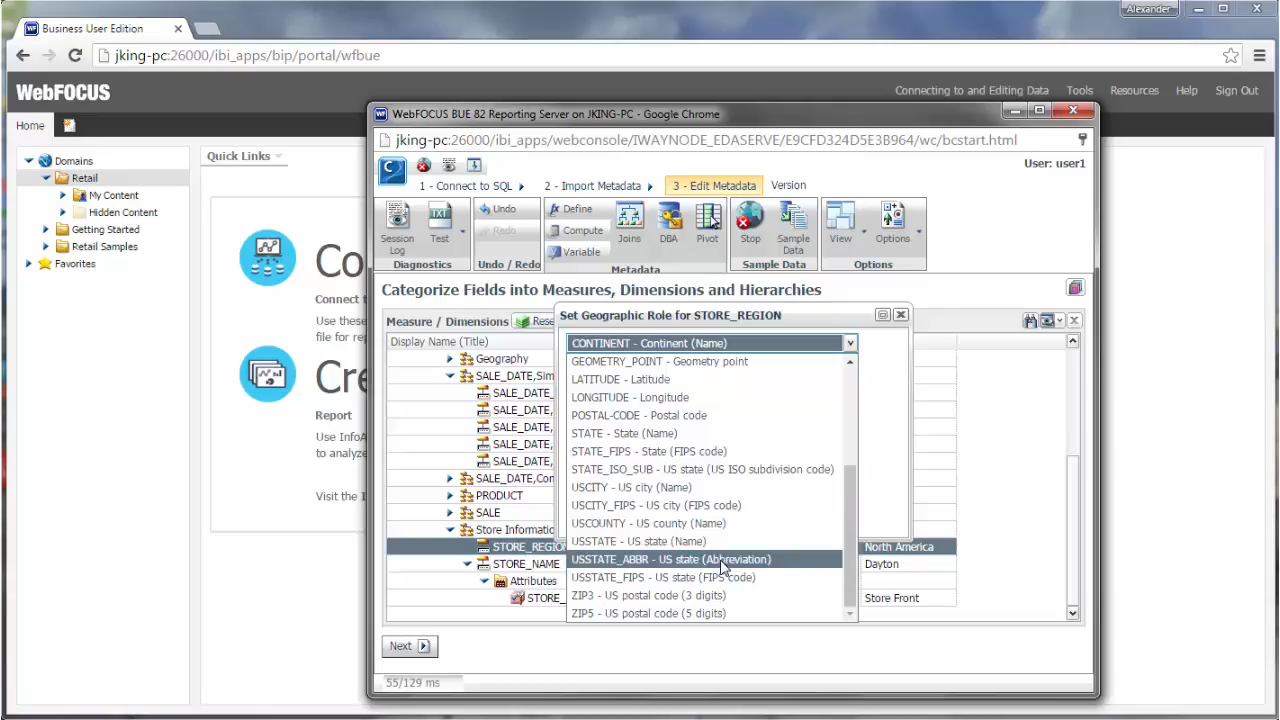 Alexander
Business User Edition
jking-pc:26000/ibi_apps/bip/portal/wfbue
WebFOCUS
Connecting to and Editing Data
Tools
Resources
Help
Sign Out
Home
Domains
Retail
My Content
Hidden Content
Getting Started
Retail Samples
Favorites
Quick Links
Co
Connect t
Use these
file for rep
Cre
Report
Use InfoA
to analyze
Visit the I
WebFOCUS BUE 82 Reporting Server on JKING-PC - Google Chrome
jking-pc:26000/ibi_apps/webconsole/IWAYNODE_EDASERVE/E9CFD324D5E3B964/wc/bcstart.html
User: user1
1 - Connect to SQL
2 - Import Metadata
3 - Edit Metadata
Version
Session Log
Test
Diagnostics
Undo
Redo
Undo / Redo
Define
Compute
Variable
Joins
DBA
Pivot
Metadata
Stop
Sample Data
Sample Data
View
Options
Options
Categorize Fields into Measures, Dimensions and Hierarchies
Measure / Dimensions
Rese
Display Name (Title)
Geography
SALE_DATE,Sim
SALE_DATE_
SALE_DATE,
SALE_DATE,
SALE_DATE,
SALE_DATE,
SALE_DATE,Con
PRODUCT
SALE
Store Informatio
STORE_REGIO
North America
STORE_NAME
Dayton
Attributes
STORE_
Store Front
Set Geographic Role for STORE_REGION
CONTINENT - Continent (Name)
GEOMETRY_POINT - Geometry point
LATITUDE - Latitude
LONGITUDE - Longitude
POSTAL-CODE - Postal code
STATE - State (Name)
STATE_FIPS - State (FIPS code)
STATE_ISO_SUB - US state (US ISO subdivision code)
USCITY - US city (Name)
USCITY_FIPS - US city (FIPS code)
USCOUNTY - US county (Name)
USSTATE - US state (Name)
USSTATE_ABBR - US state (Abbreviation)
USSTATE_FIPS - US state (FIPS code)
ZIP3 - US postal code (3 digits)
ZIP5 - US postal code (5 digits)
Next
55/129 ms